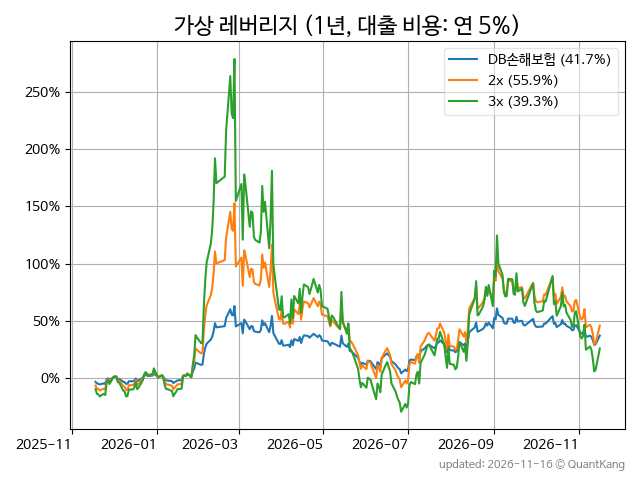 가상 레버리지 (1년, 대출 비용: 연 5%)
DB손해보험 (41.7%)
2x (55.9%)
3x (39.3%)
250%
200%
150%
100%
50%
0%
2025-11
2026-01
2026-03
2026-05
2026-07
2026-09
2026-11
updated: 2026-11-16 © QuantKang